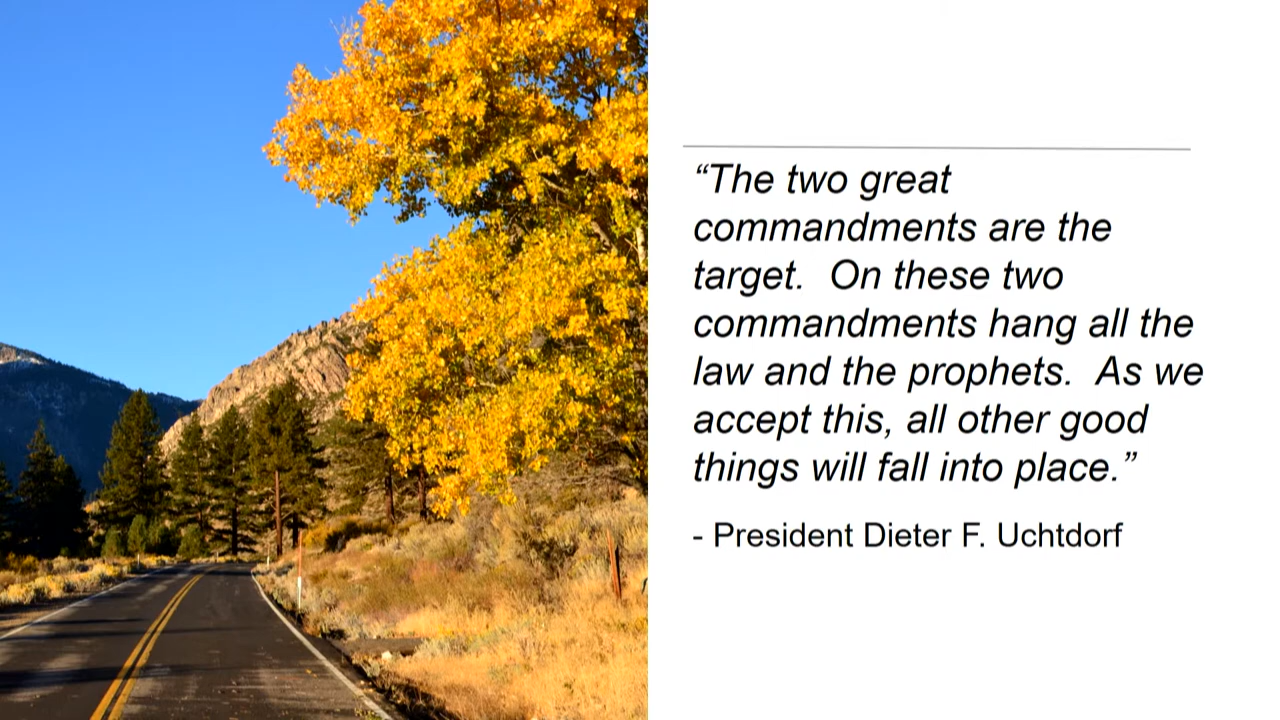 “The two great
commandments are the
target.  On these two
commandments hang all the
law and the prophets.  As we
accept this, all other good
things will fall into place.”
- President Dieter F. Uchtdorf